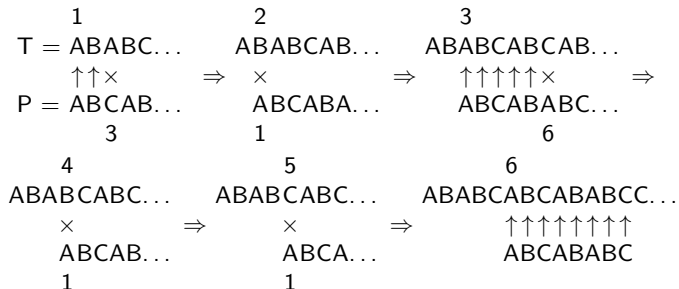 1 2 3
T = ABABC... ABABCAB... ABABCABCAB...
↑↑× ⇒ × ⇒ ↑↑↑↑↑× ⇒
P = ABCAB... ABCABA... ABCABABC...
3 1 6
4 5 6
ABABCABC... ABABCABC... ABABCABCABABCC...
× ⇒ × ⇒ ↑↑↑↑↑↑↑↑
ABCAB... ABCA... ABCABABC
1 1